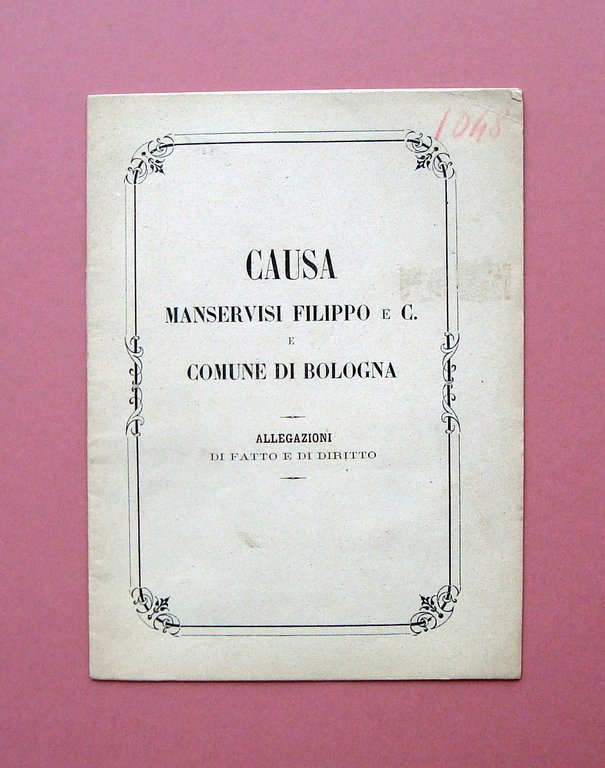 1048
CAUSA
MANSERVISI FILIPPO E C.
E
COMUNE DI BOLOGNA
ALLEGAZIONI
DI FATTO E DI DIRITTO